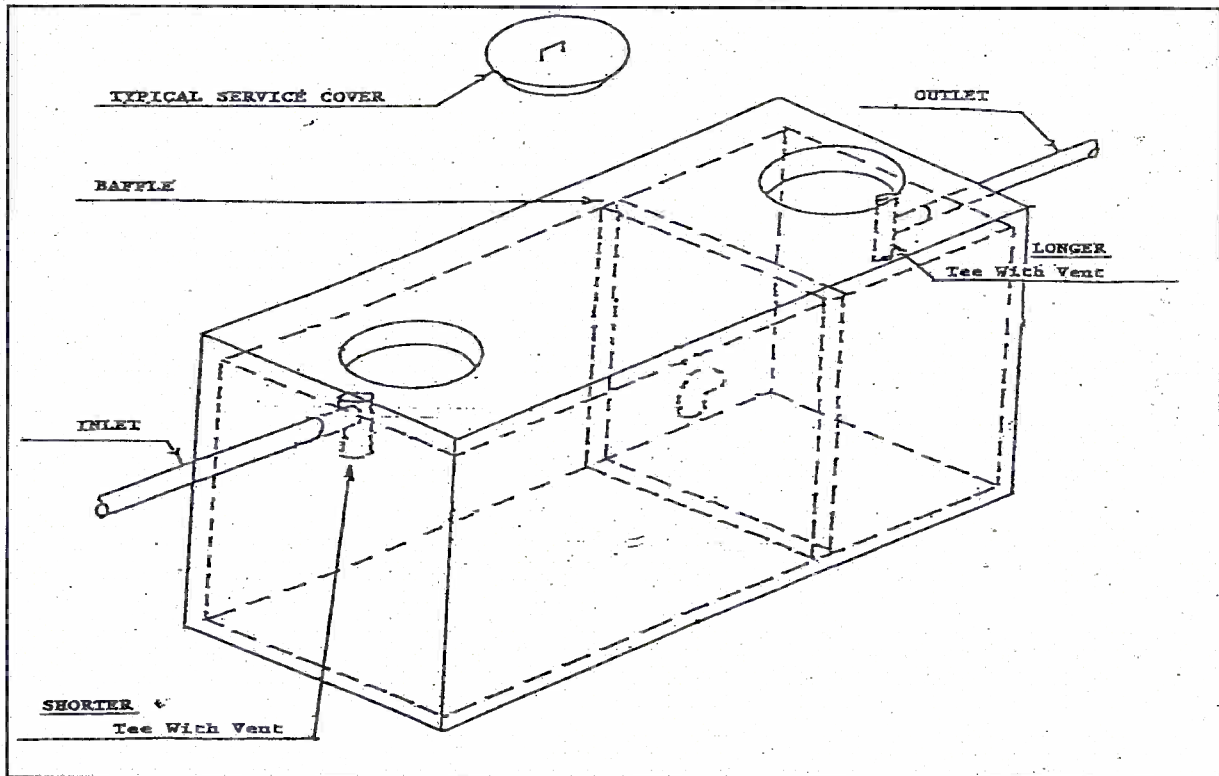 TYPICAL SERVICE COVER
OUTLET
BAFFLE
LONGER
Tee With Vent
INLET
SHORTER
Tee With Vent